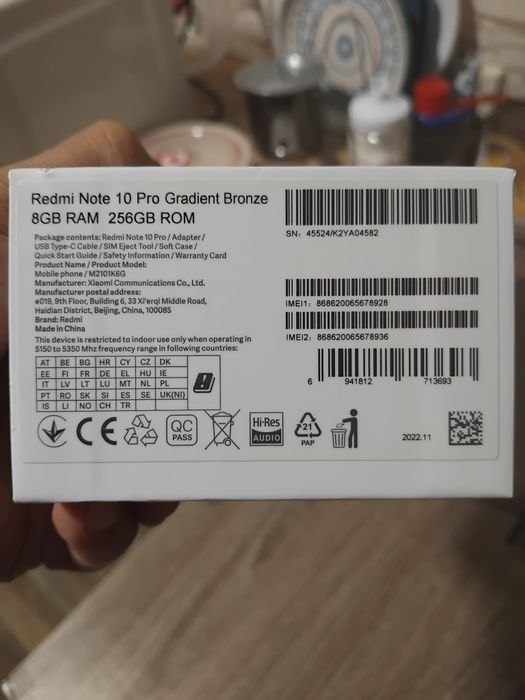 Redmi Note 10 Pro Gradient Bronze
8GB RAM 256GB ROM
Package contents: Redmi Note 10 Pro / Adapter /
USB Type-C Cable / SIM Eject Tool / Soft Case /
Quick Start Guide / Safety Information / Warranty Card
Product Name / Product Model:
Mobile phone / M2101K6G
Manufacturer: Xiaomi Communications Co., Ltd.
Manufacturer postal address:
#019, 9th Floor, Building 6, 33 Xi'erqi Middle Road,
Haidian District, Beijing, China, 100085
Brand: Redmi
Made in China
This device is restricted to indoor use only when operating in
5150 to 5350 Mhz frequency range in following countries:
AT BE BG HR CY CZ DK
EE FI FR DE EL HU IE
IT LV LT LU MT NL PL
PT RO SK SI ES SE UK(NI)
IS LI NO CH TR
SN: 45524/K2YA04582
IMEI1: 868620065678928
IMEI2: 868620065678936
6 941812 713693
CE
QC
PASS
Hi-Res
AUDIO
21
PAP
2022.11